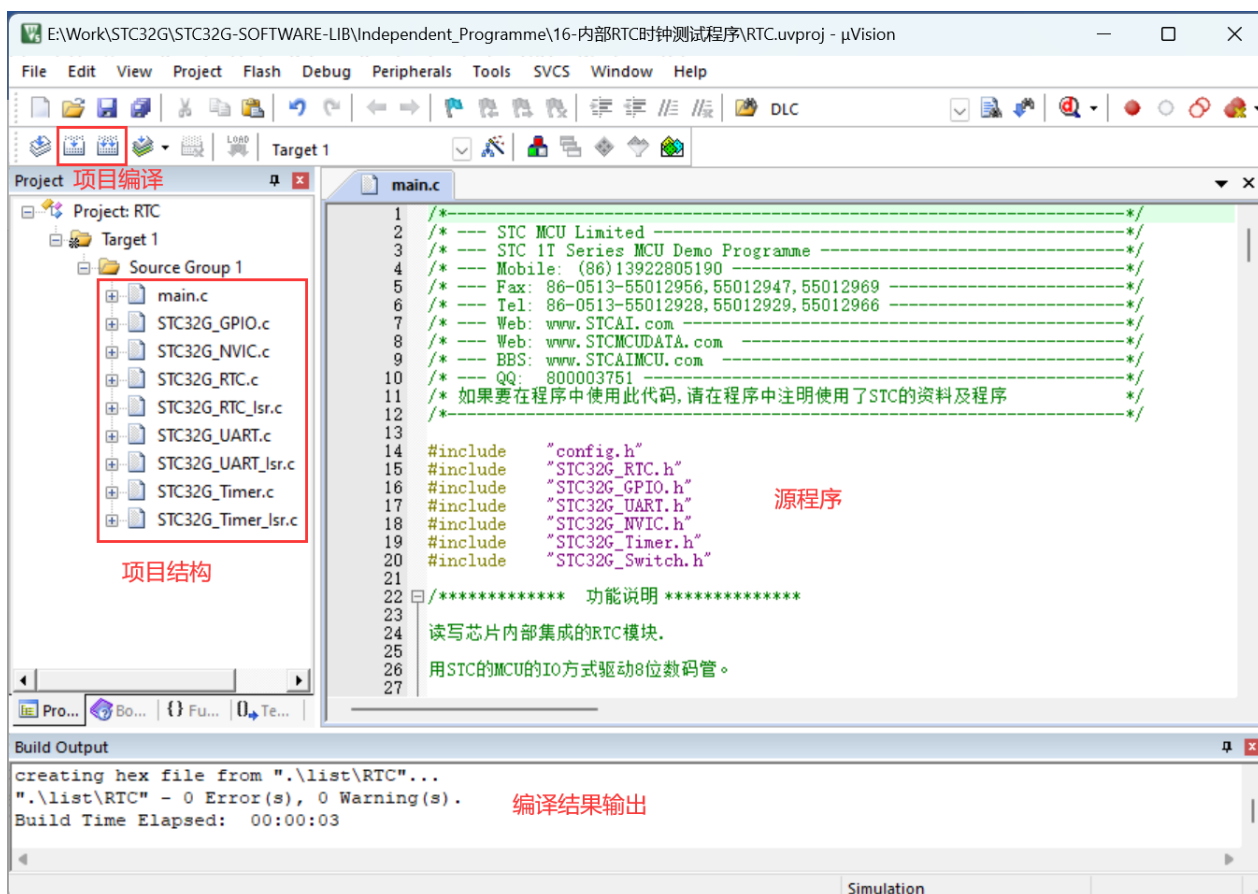 E:\Work\STC32G\STC32G-SOFTWARE-LIB\Independent_Programme\16-内部RTC时钟测试程序\RTC.uvproj - µVision
File Edit View Project Flash Debug Peripherals Tools SVCS Window Help
DLC
LOAD Target 1
Project 项目编译
main.c
Project: RTC
Target 1
Source Group 1
main.c
STC32G_GPIO.c
STC32G_NVIC.c
STC32G_RTC.c
STC32G_RTC_Isr.c
STC32G_UART.c
STC32G_UART_Isr.c
STC32G_Timer.c
STC32G_Timer_Isr.c
项目结构
Pro... Bo... {} Fu... Te...
1 /*---------------------------------------------------------------------*/
2 /* --- STC MCU Limited ------------------------------------------------*/
3 /* --- STC 1T Series MCU Demo Programme -------------------------------*/
4 /* --- Mobile: (86)13922805190 ----------------------------------------*/
5 /* --- Fax: 86-0513-55012956,55012947,55012969 ------------------------*/
6 /* --- Tel: 86-0513-55012928,55012929,55012966 ------------------------*/
7 /* --- Web: www.STCAI.com ---------------------------------------------*/
8 /* --- Web: www.STCMCUDATA.com ---------------------------------------*/
9 /* --- BBS: www.STCAIMCU.com -----------------------------------------*/
10 /* --- QQ: 800003751 -------------------------------------------------*/
11 /* 如果要在程序中使用此代码,请在程序中注明使用了STC的资料及程序 */
12 /*---------------------------------------------------------------------*/
13
14 #include "config.h"
15 #include "STC32G_RTC.h"
16 #include "STC32G_GPIO.h"
17 #include "STC32G_UART.h"
18 #include "STC32G_NVIC.h"
19 #include "STC32G_Timer.h"
20 #include "STC32G_Switch.h"
源程序
21
22 /************* 功能说明 **************
23
24 读写芯片内部集成的RTC模块.
25
26 用STC的MCU的IO方式驱动8位数码管。
27
Build Output
creating hex file from ".\list\RTC"...
".\list\RTC" - 0 Error(s), 0 Warning(s).
Build Time Elapsed: 00:00:03
编译结果输出
Simulation